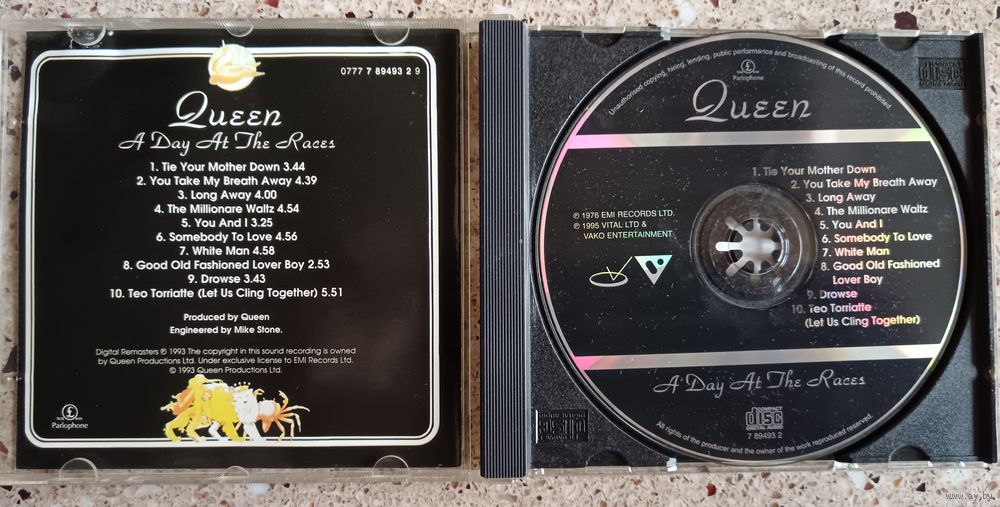 0777 7 89493 2 9
Queen
A Day At The Races
1. Tie Your Mother Down 3.44
2. You Take My Breath Away 4.39
3. Long Away 4.00
4. The Millionare Waltz 4.54
5. You And I 3.25
6. Somebody To Love 4.56
7. White Man 4.58
8. Good Old Fashioned Lover Boy 2.53
9. Drowse 3.43
10. Teo Torriatte (Let Us Cling Together) 5.51
Produced by Queen
Engineered by Mike Stone.
Digital Remasters ℗ 1993 The copyright in this sound recording is owned
by Queen Productions Ltd. Under exclusive license to EMI Records Ltd.
© 1993 Queen Productions Ltd.
Parlophone
Unauthorised copying, hiring, lending, public performance and broadcasting of this record prohibited.
Parlophone
Queen
1. Tie Your Mother Down
2. You Take My Breath Away
3. Long Away
4. The Millionare Waltz
5. You And I
6. Somebody To Love
7. White Man
8. Good Old Fashioned
Lover Boy
9. Drowse
10. Teo Torriatte
(Let Us Cling Together)
℗ 1976 EMI RECORDS LTD.
℗ 1995 VITAL LTD &
VAKO ENTERTAINMENT
A Day At The Races
COMPACT
disc
DIGITAL AUDIO
7 89493 2
All rights of the producer and the owner of the work reproduced reserved.
COMPACT
disc
DIGITAL AUDIO
COMPACT
disc
DIGITAL AUDIO
www.ay.by